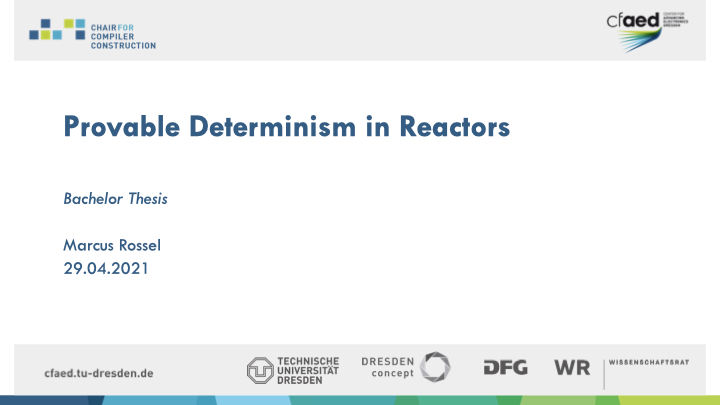 CHAIR FOR
COMPILER
CONSTRUCTION
cfaed
CENTER FOR
ADVANCING
ELECTRONICS
DRESDEN
Provable Determinism in Reactors
Bachelor Thesis
Marcus Rossel
29.04.2021
cfaed.tu-dresden.de
TECHNISCHE
UNIVERSITÄT
DRESDEN
DRESDEN
concept
DFG
WR
WISSENSCHAFTSRAT